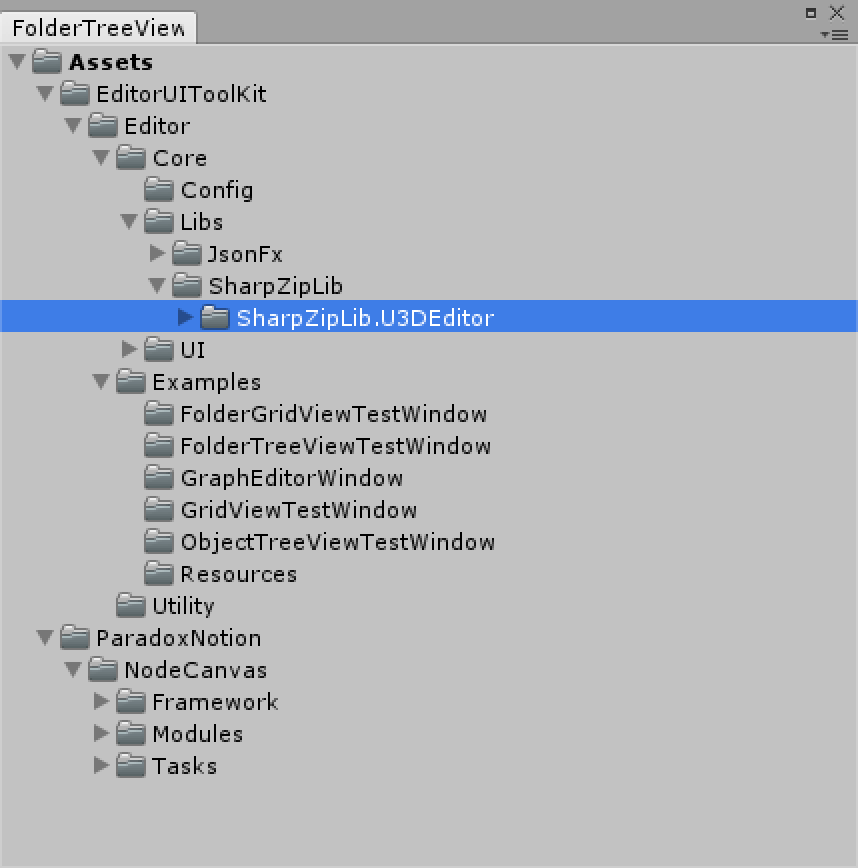 FolderTreeView
Assets
EditorUIToolKit
Editor
Core
Config
Libs
JsonFx
SharpZipLib
SharpZipLib.U3DEditor
UI
Examples
FolderGridViewTestWindow
FolderTreeViewTestWindow
GraphEditorWindow
GridViewTestWindow
ObjectTreeViewTestWindow
Resources
Utility
ParadoxNotion
NodeCanvas
Framework
Modules
Tasks